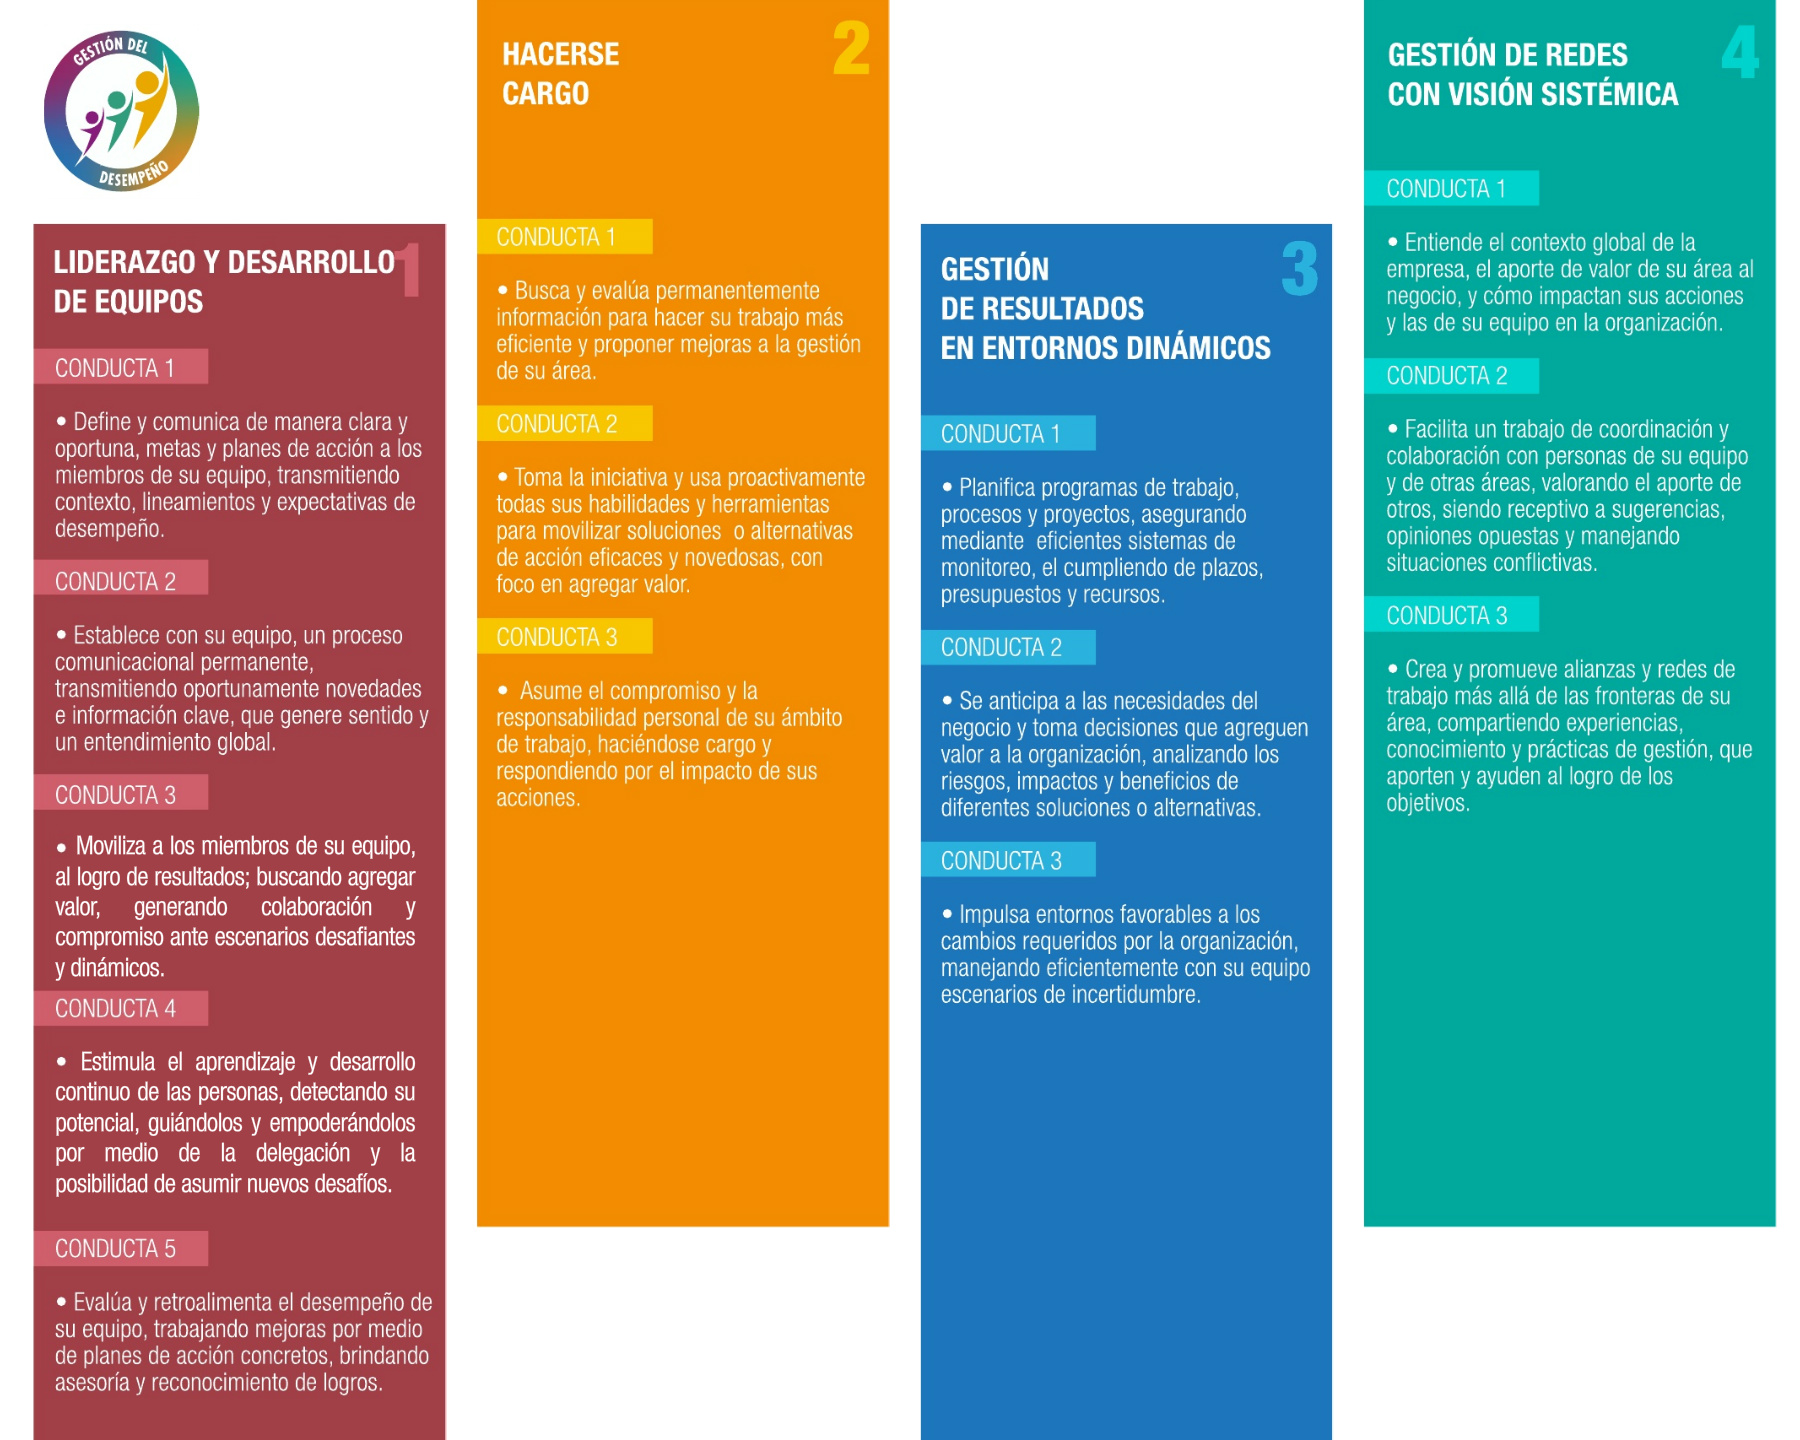 GESTIÓN DEL
DESEMPEÑO
LIDERAZGO Y DESARROLLO
DE EQUIPOS
1
CONDUCTA 1
• Define y comunica de manera clara y
oportuna, metas y planes de acción a los
miembros de su equipo, transmitiendo
contexto, lineamientos y expectativas de
desempeño.
CONDUCTA 2
• Establece con su equipo, un proceso
comunicacional permanente,
transmitiendo oportunamente novedades
e información clave, que genere sentido y
un entendimiento global.
CONDUCTA 3
• Moviliza a los miembros de su equipo,
al logro de resultados; buscando agregar
valor, generando colaboración y
compromiso ante escenarios desafiantes
y dinámicos.
CONDUCTA 4
• Estimula el aprendizaje y desarrollo
continuo de las personas, detectando su
potencial, guiándolos y empoderándolos
por medio de la delegación y la
posibilidad de asumir nuevos desafíos.
CONDUCTA 5
• Evalúa y retroalimenta el desempeño de
su equipo, trabajando mejoras por medio
de planes de acción concretos, brindando
asesoría y reconocimiento de logros.
HACERSE
CARGO
2
CONDUCTA 1
• Busca y evalúa permanentemente
información para hacer su trabajo más
eficiente y proponer mejoras a la gestión
de su área.
CONDUCTA 2
• Toma la iniciativa y usa proactivamente
todas sus habilidades y herramientas
para movilizar soluciones o alternativas
de acción eficaces y novedosas, con
foco en agregar valor.
CONDUCTA 3
• Asume el compromiso y la
responsabilidad personal de su ámbito
de trabajo, haciéndose cargo y
respondiendo por el impacto de sus
acciones.
GESTIÓN
DE RESULTADOS
EN ENTORNOS DINÁMICOS
3
CONDUCTA 1
• Planifica programas de trabajo,
procesos y proyectos, asegurando
mediante eficientes sistemas de
monitoreo, el cumpliendo de plazos,
presupuestos y recursos.
CONDUCTA 2
• Se anticipa a las necesidades del
negocio y toma decisiones que agreguen
valor a la organización, analizando los
riesgos, impactos y beneficios de
diferentes soluciones o alternativas.
CONDUCTA 3
• Impulsa entornos favorables a los
cambios requeridos por la organización,
manejando eficientemente con su equipo
escenarios de incertidumbre.
GESTIÓN DE REDES
CON VISIÓN SISTÉMICA
4
CONDUCTA 1
• Entiende el contexto global de la
empresa, el aporte de valor de su área al
negocio, y cómo impactan sus acciones
y las de su equipo en la organización.
CONDUCTA 2
• Facilita un trabajo de coordinación y
colaboración con personas de su equipo
y de otras áreas, valorando el aporte de
otros, siendo receptivo a sugerencias,
opiniones opuestas y manejando
situaciones conflictivas.
CONDUCTA 3
• Crea y promueve alianzas y redes de
trabajo más allá de las fronteras de su
área, compartiendo experiencias,
conocimiento y prácticas de gestión, que
aporten y ayuden al logro de los
objetivos.